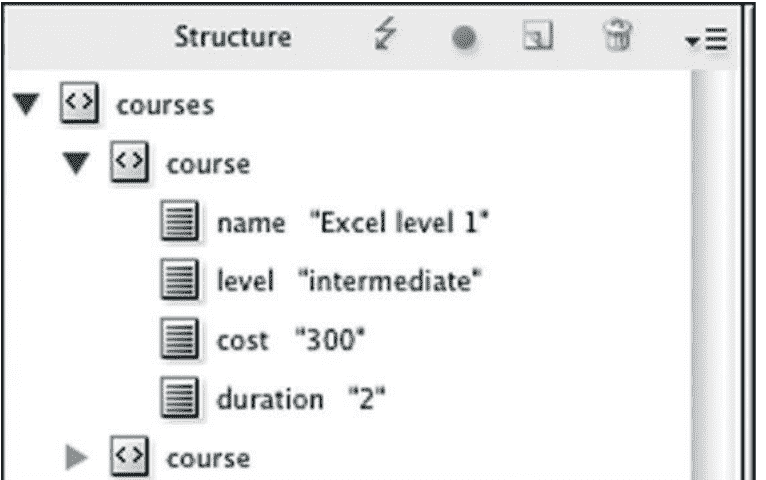 Structure
courses
course
name "Excel level 1"
level "intermediate"
cost "300"
duration "2"
course